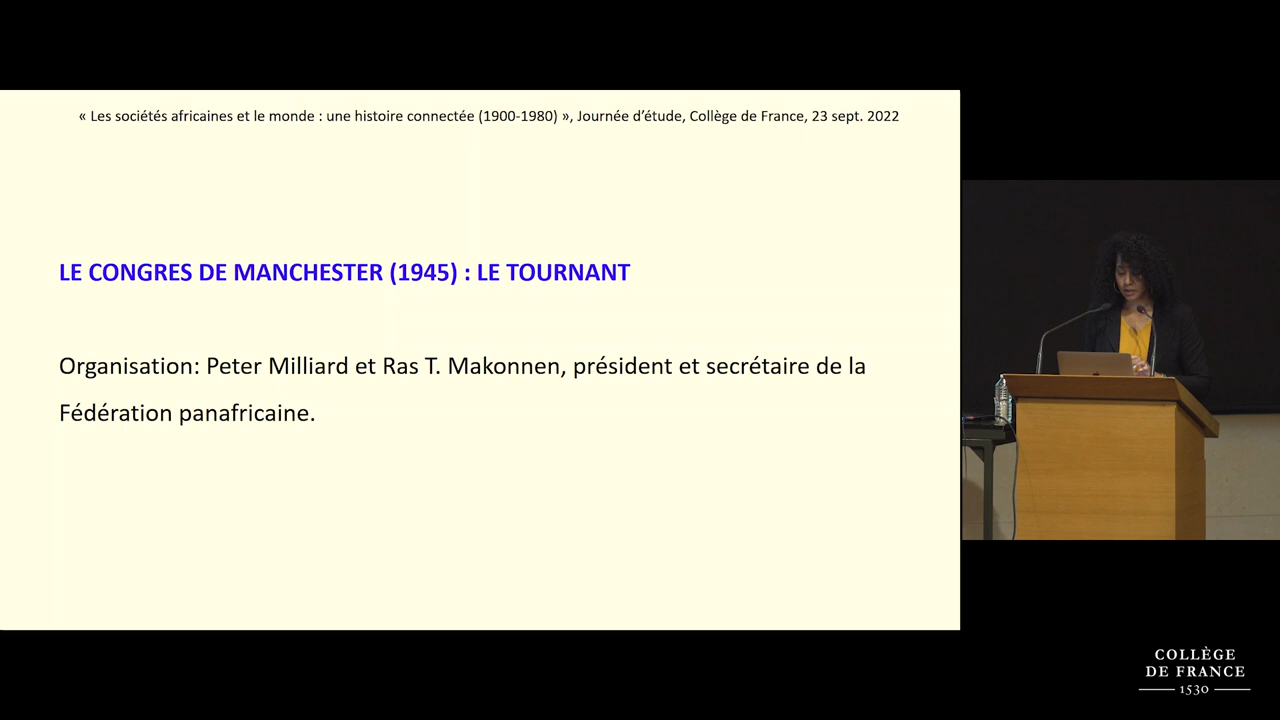 « Les sociétés africaines et le monde : une histoire connectée (1900-1980) », Journée d’étude, Collège de France, 23 sept. 2022
LE CONGRES DE MANCHESTER (1945) : LE TOURNANT
Organisation: Peter Milliard et Ras T. Makonnen, président et secrétaire de la
Fédération panafricaine.
COLLÈGE
DE FRANCE
1530